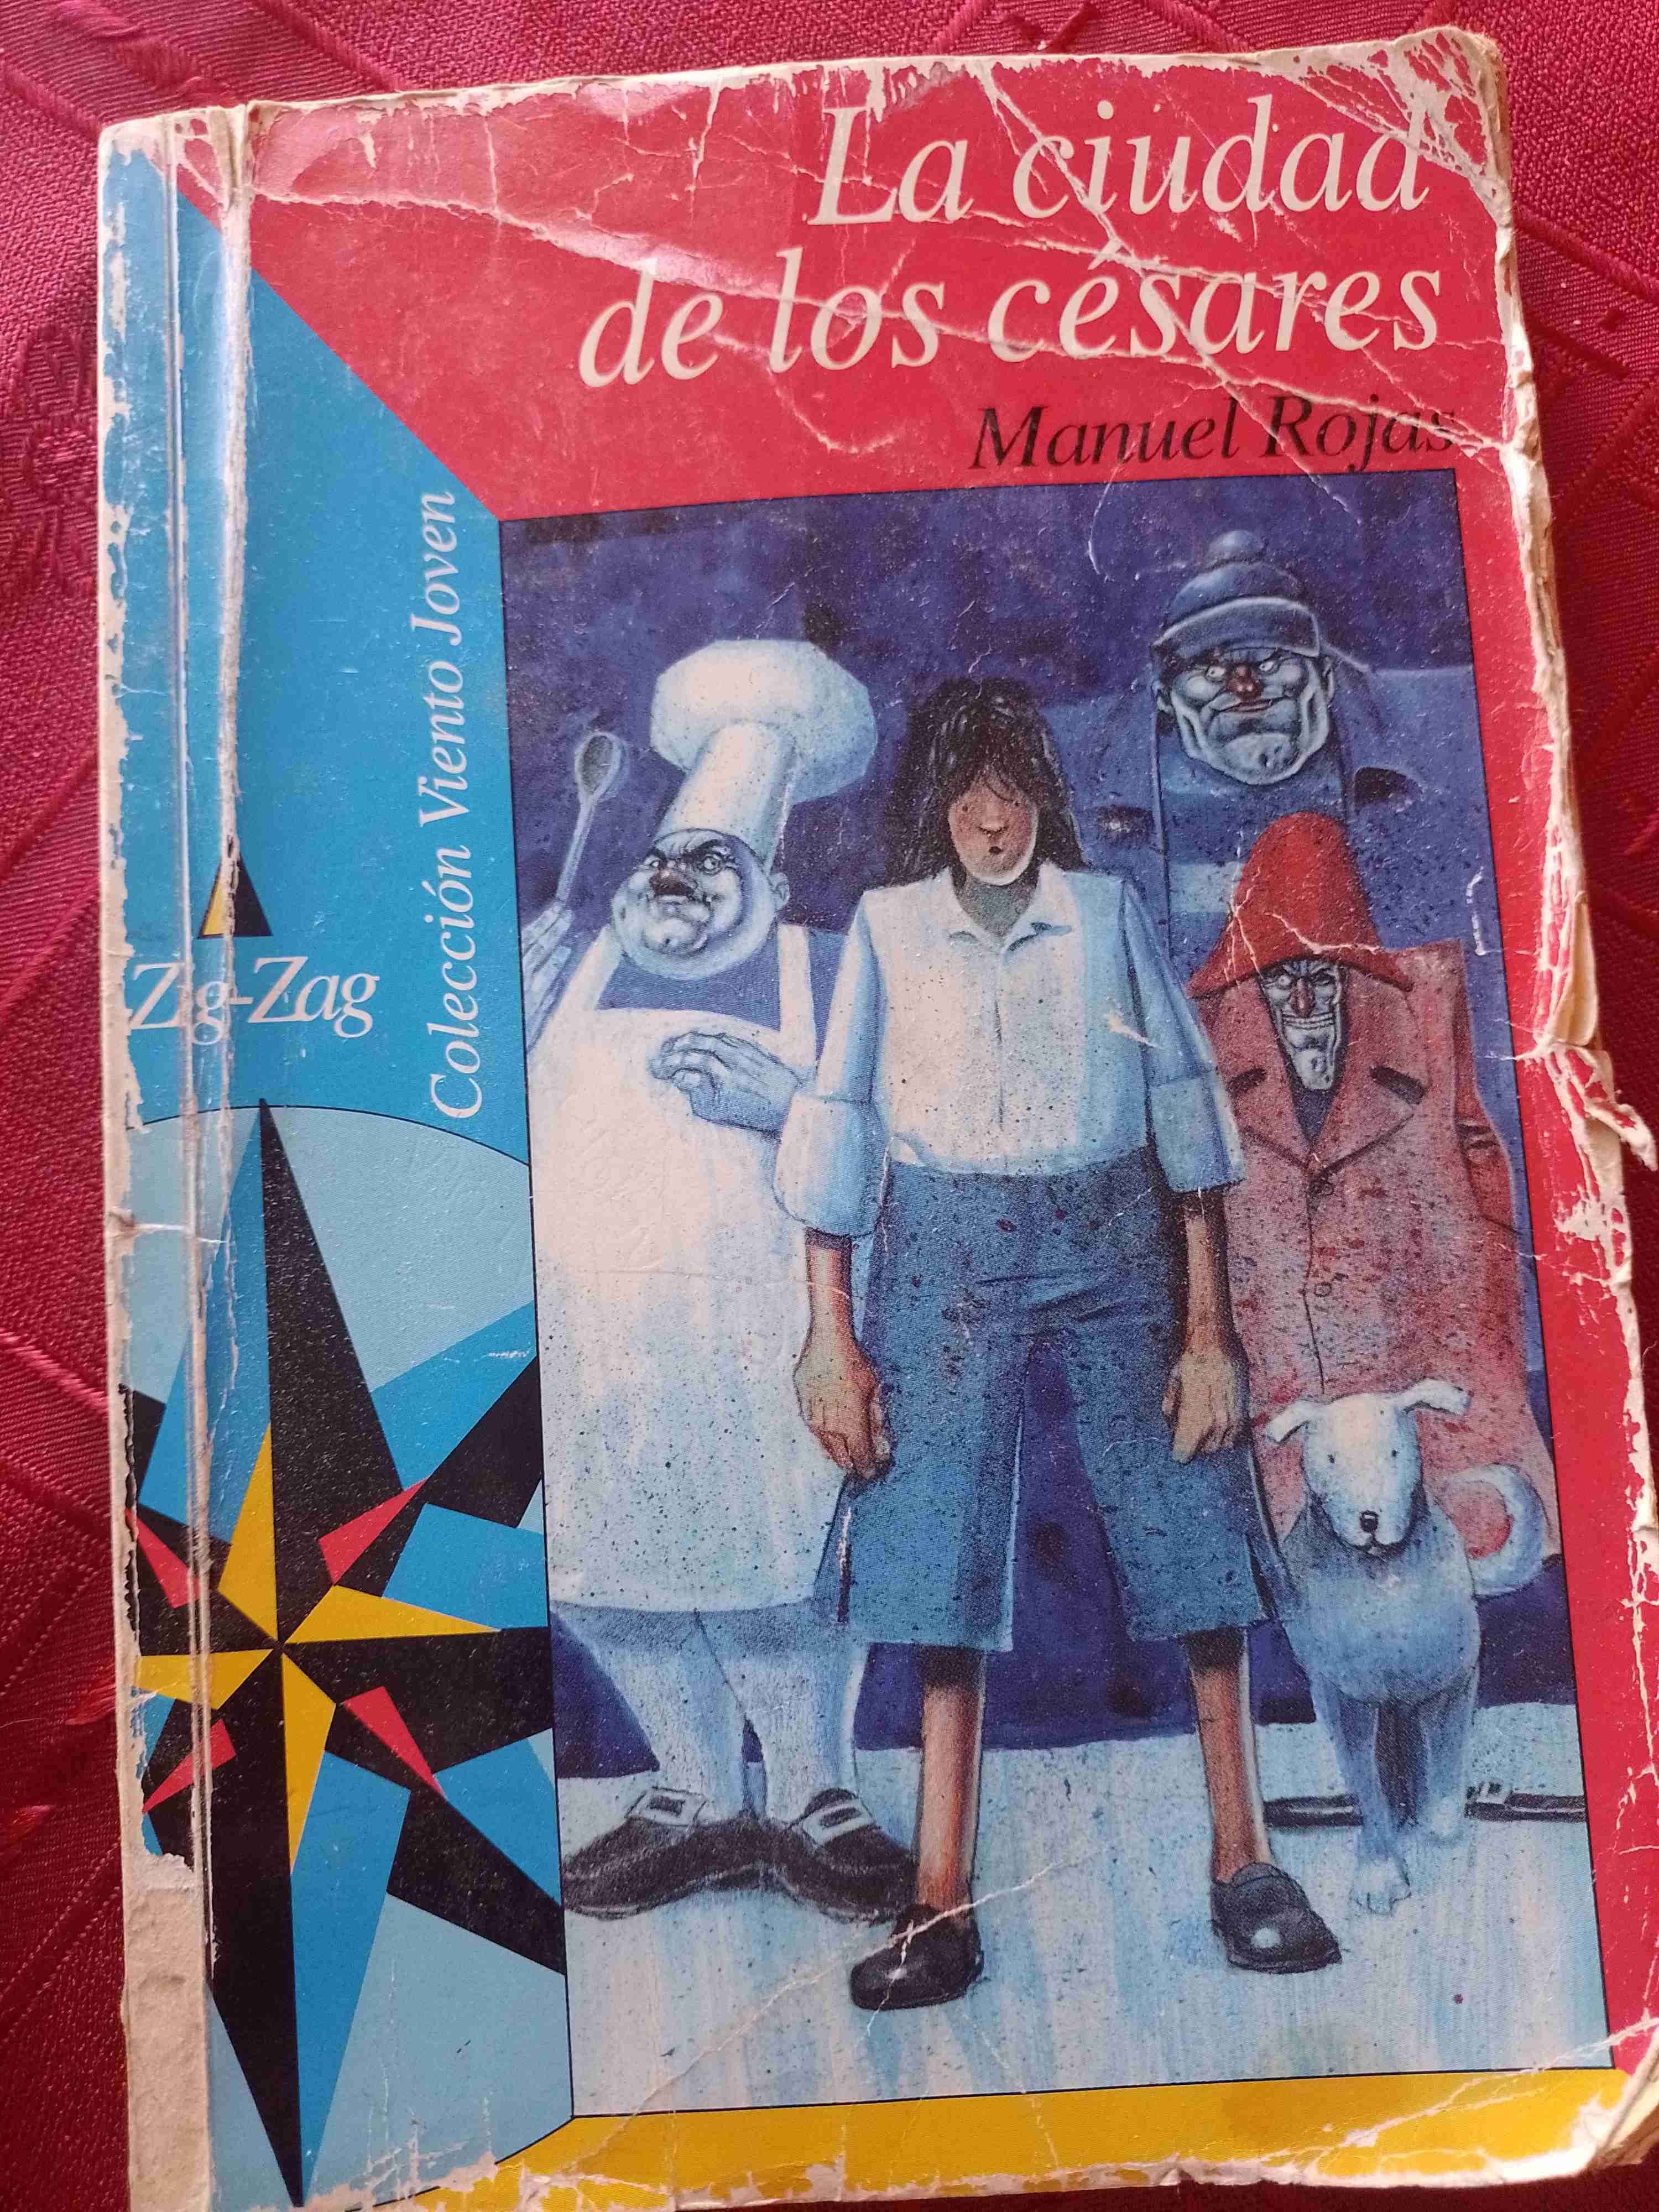 La ciudad
de los césares
Manuel Rojas
Colección Viento Joven
Zig-Zag